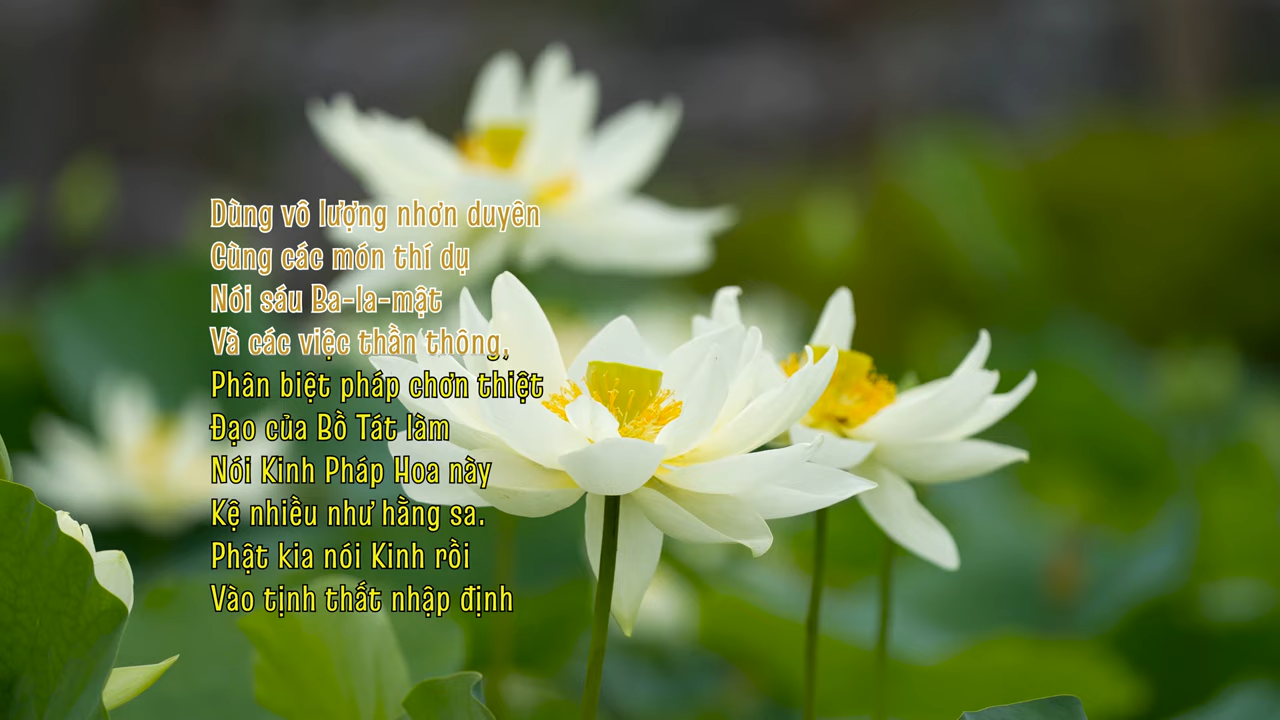 Dùng vô lượng nhơn duyên
Cùng các món thí dụ
Nói sáu Ba-la-mật
Và các việc thần thông,
Phân biệt pháp chơn thiệt
Đạo của Bồ Tát làm
Nói Kinh Pháp Hoa này
Kệ nhiều như hằng sa.
Phật kia nói Kinh rồi
Vào tịnh thất nhập định